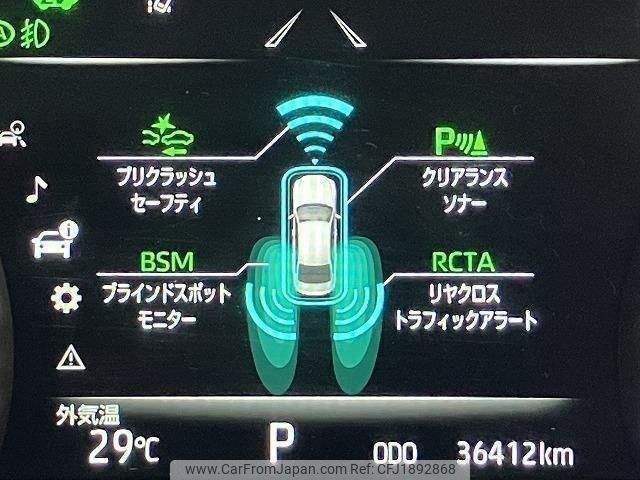 A
プリクラッシュ
セーフティ
P
クリアランス
ソナー
BSM
ブラインドスポット
モニター
RCTA
リヤクロス
トラフィックアラート
外気温
29℃
P
ODO 36412km
www.CarFromJapan.com ID:CFJ1892868